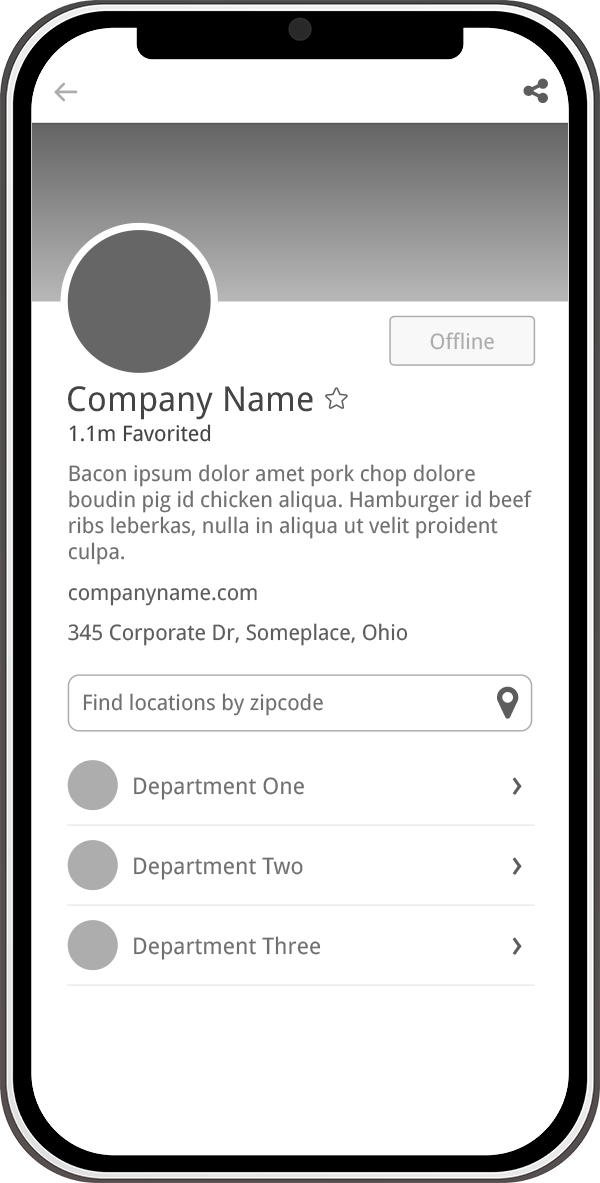 Offline
Company Name
1.1m Favorited
Bacon ipsum dolor amet pork chop dolore
boudin pig id chicken aliqua. Hamburger id beef
ribs leberkas, nulla in aliqua ut velit proident
culpa.
companyname.com
345 Corporate Dr, Someplace, Ohio
Find locations by zipcode
Department One
Department Two
Department Three